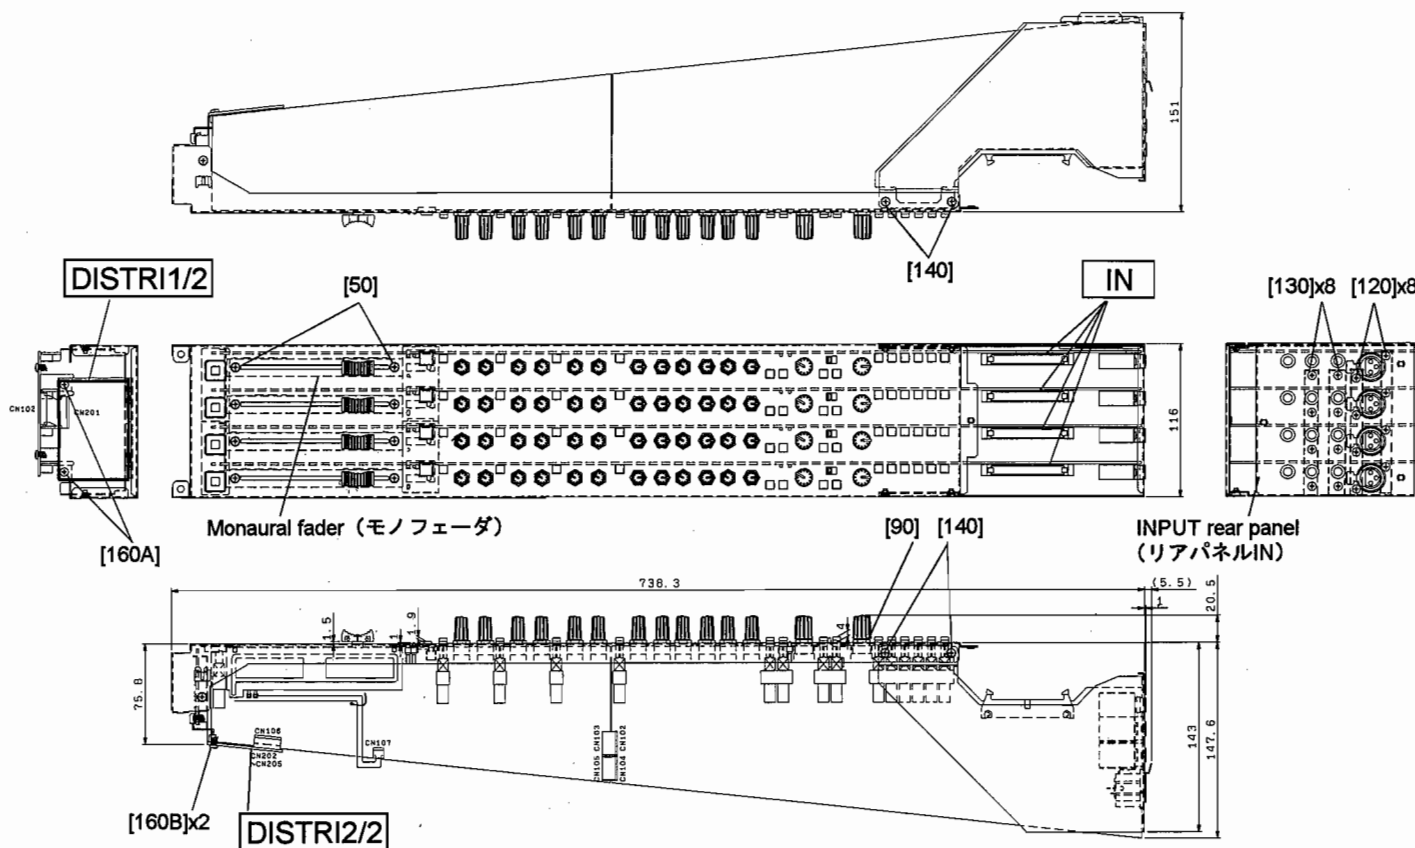 151
[140]
DISTRI1/2
[50]
IN
[130]x8
[120]x8
CN102
CN201
116
[160A]
Monaural fader（モノフェーダ）
[90]
[140]
INPUT rear panel
（リアパネルIN）
738.3
(5.5)
1
20.5
1.5
1
1.9
4
75.8
CN106
CN202
CN205
CN107
CN103
CN102
CN105
CN104
143
147.6
[160B]x2
DISTRI2/2